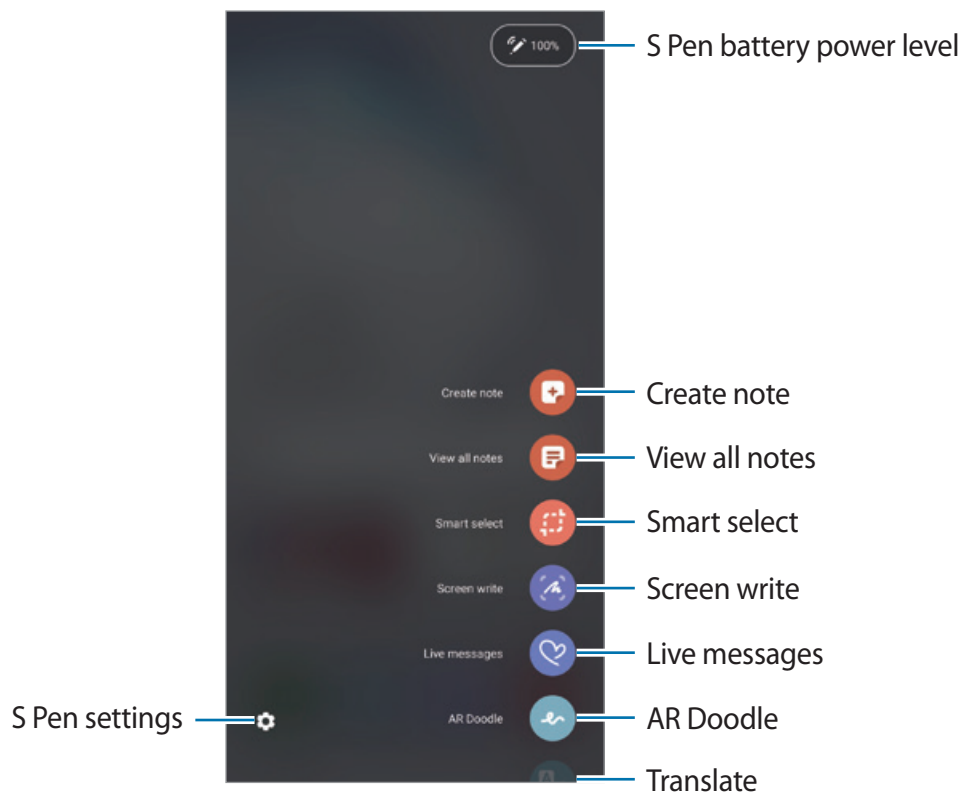 100%
S Pen battery power level
Create note
Create note
View all notes
View all notes
Smart select
Smart select
Screen write
Screen write
Live messages
Live messages
S Pen settings
AR Doodle
AR Doodle
Translate